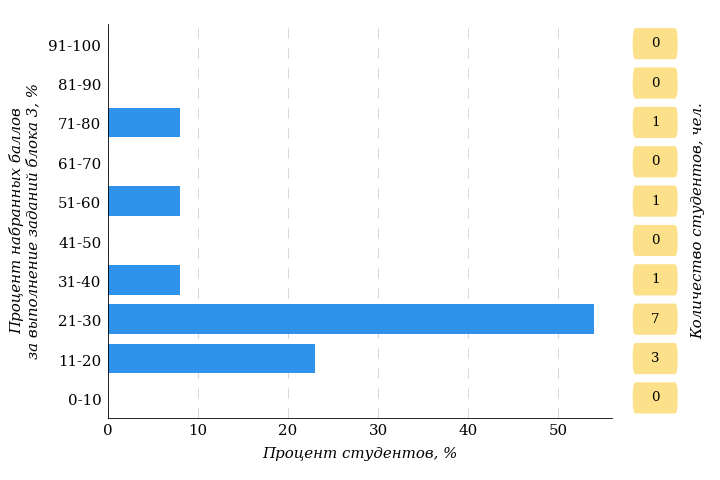 Процент набранных баллов
за выполнение заданий блока 3, %
91-100 0
81-90 0
71-80 1
61-70 0
51-60 1
41-50 0
31-40 1
21-30 7
11-20 3
0-10 0
Количество студентов, чел.
0 10 20 30 40 50
Процент студентов, %